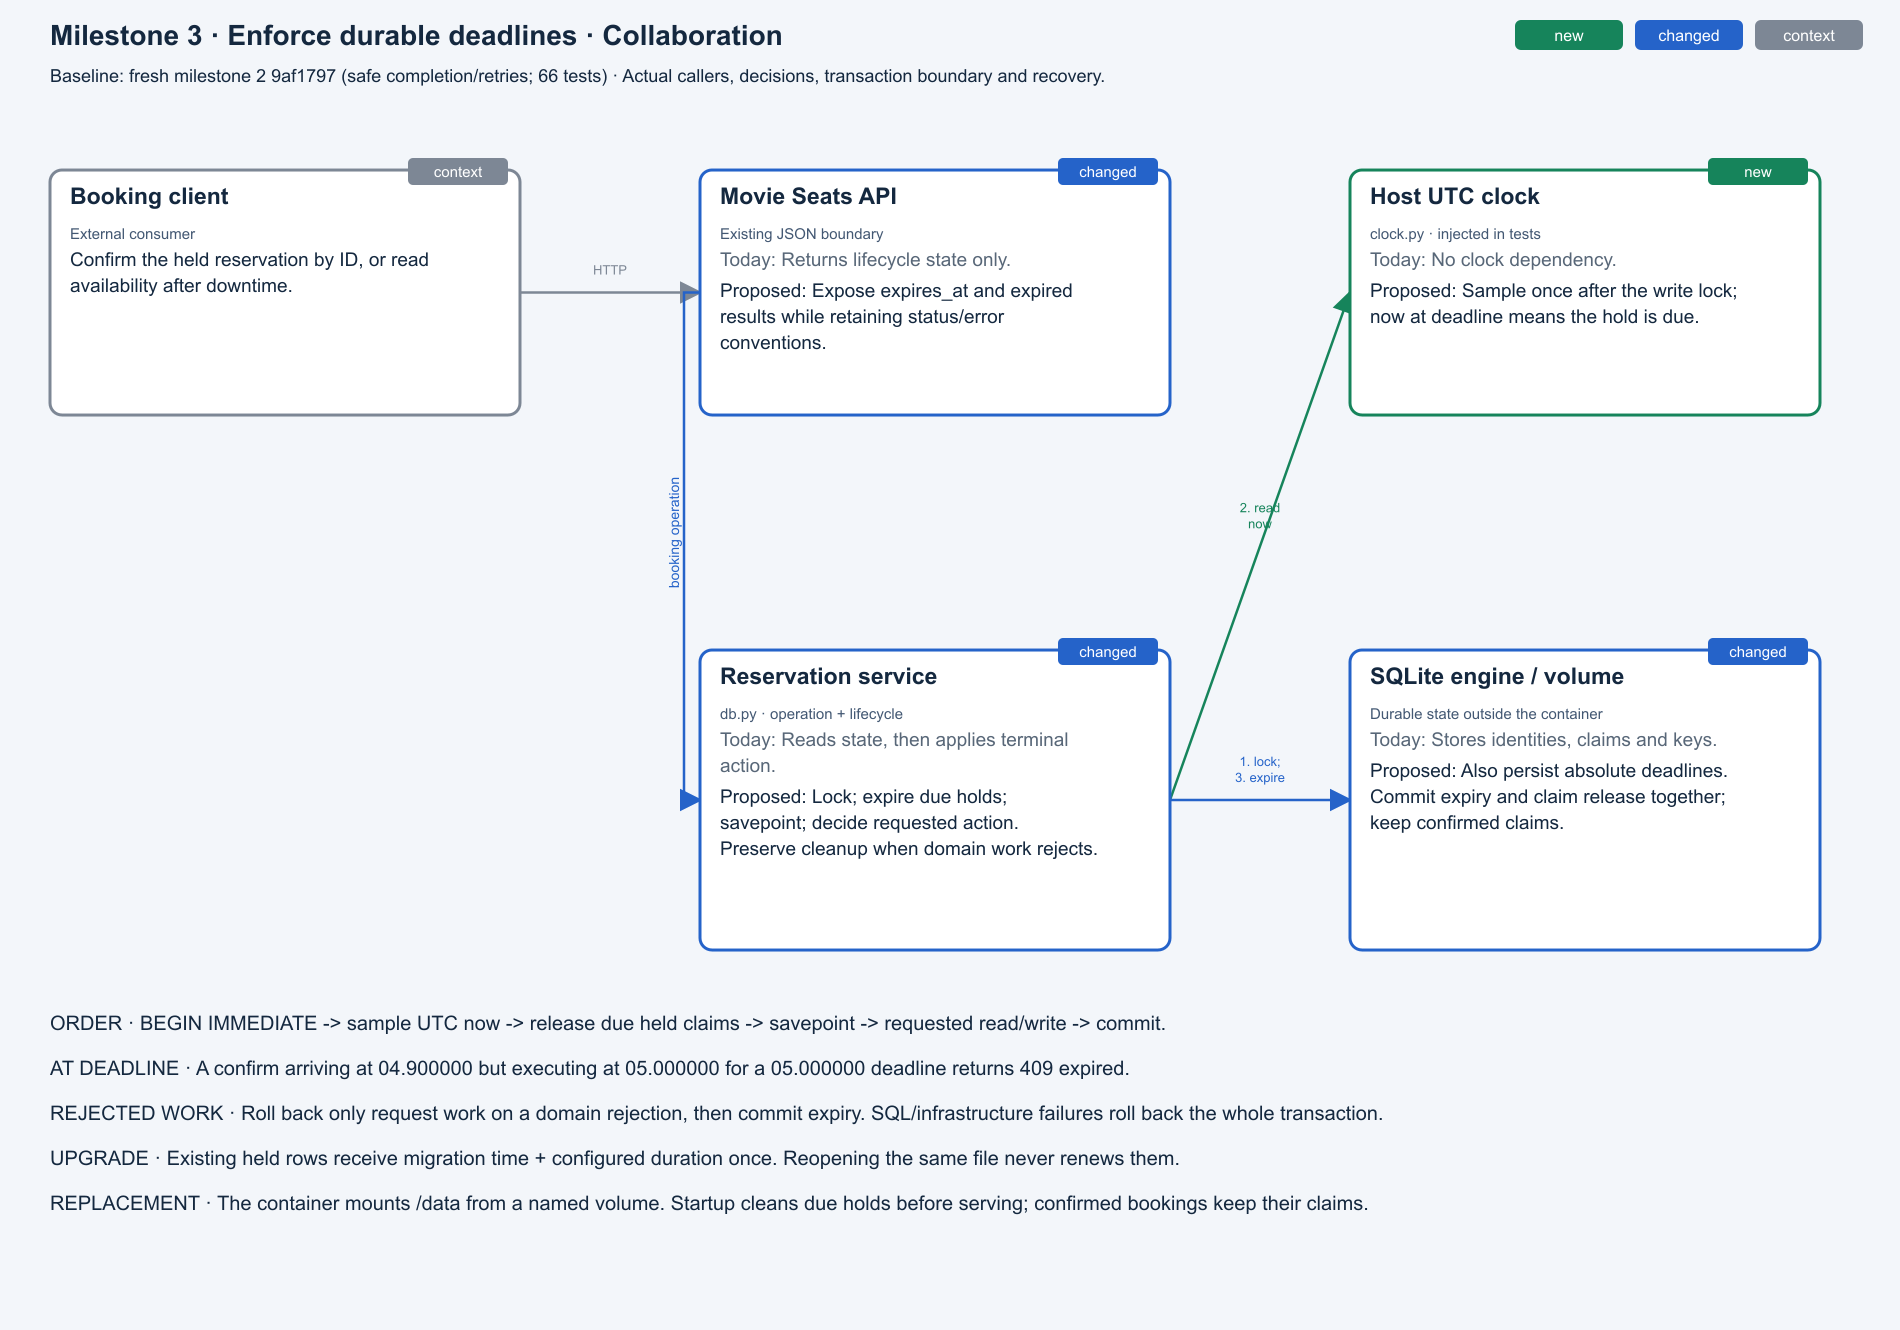 Milestone 3 · Enforce durable deadlines · Collaboration
new
changed
context
Baseline: fresh milestone 2 9af1797 (safe completion/retries; 66 tests) · Actual callers, decisions, transaction boundary and recovery.
context
Booking client
External consumer
Confirm the held reservation by ID, or read
availability after downtime.
HTTP
changed
Movie Seats API
Existing JSON boundary
Today: Returns lifecycle state only.
Proposed: Expose expires_at and expired
results while retaining status/error
conventions.
new
Host UTC clock
clock.py · injected in tests
Today: No clock dependency.
Proposed: Sample once after the write lock;
now at deadline means the hold is due.
booking operation
2. read
now
changed
Reservation service
db.py · operation + lifecycle
Today: Reads state, then applies terminal
action.
Proposed: Lock; expire due holds;
savepoint; decide requested action.
Preserve cleanup when domain work rejects.
1. lock;
3. expire
changed
SQLite engine / volume
Durable state outside the container
Today: Stores identities, claims and keys.
Proposed: Also persist absolute deadlines.
Commit expiry and claim release together;
keep confirmed claims.
ORDER · BEGIN IMMEDIATE -> sample UTC now -> release due held claims -> savepoint -> requested read/write -> commit.
AT DEADLINE · A confirm arriving at 04.900000 but executing at 05.000000 for a 05.000000 deadline returns 409 expired.
REJECTED WORK · Roll back only request work on a domain rejection, then commit expiry. SQL/infrastructure failures roll back the whole transaction.
UPGRADE · Existing held rows receive migration time + configured duration once. Reopening the same file never renews them.
REPLACEMENT · The container mounts /data from a named volume. Startup cleans due holds before serving; confirmed bookings keep their claims.